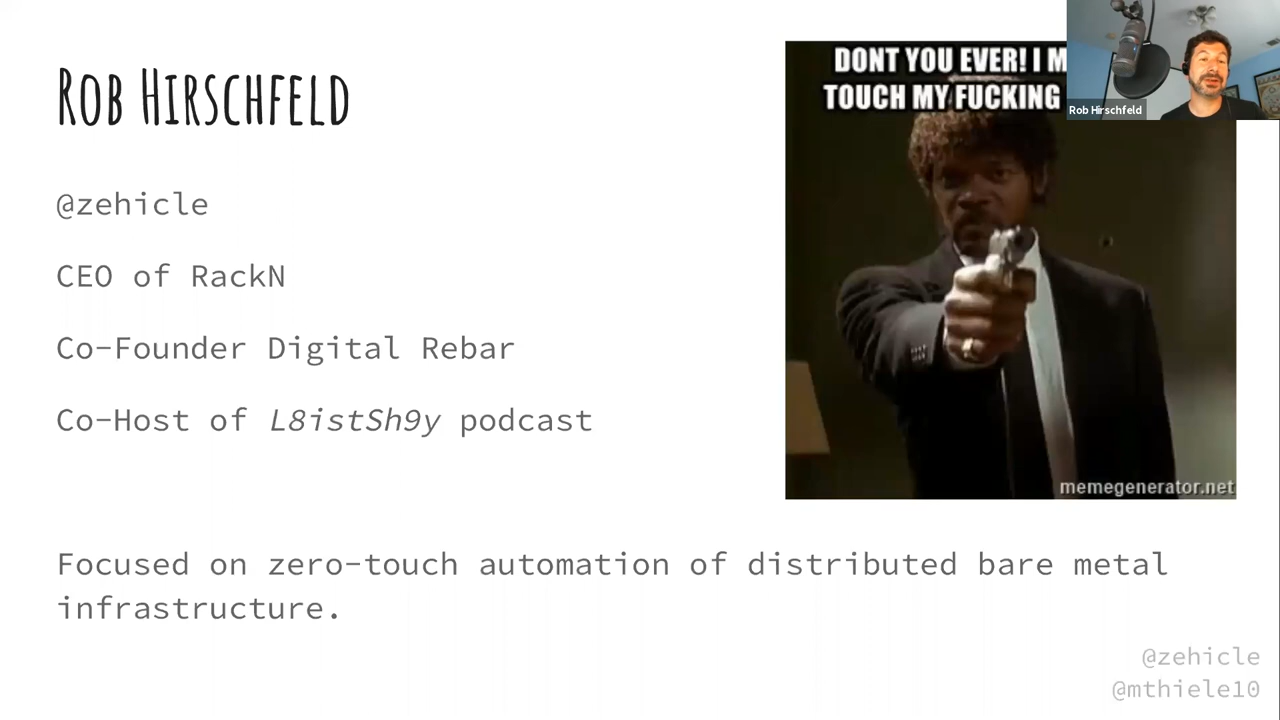 ROB HIRSCHFELD
@zehicle
CEO of RackN
Co-Founder Digital Rebar
Co-Host of L8istSh9y podcast
DONT YOU EVER! I M
TOUCH MY FUCKING
Rob Hirschfeld
memegenerator.net
Focused on zero-touch automation of distributed bare metal
infrastructure.
@zehicle
@mthiele10